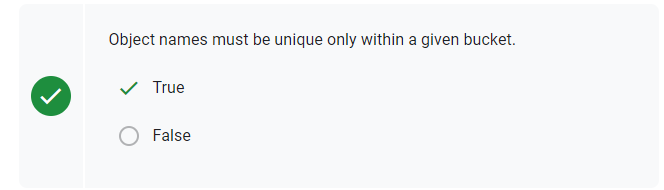 Object names must be unique only within a given bucket.
True
False